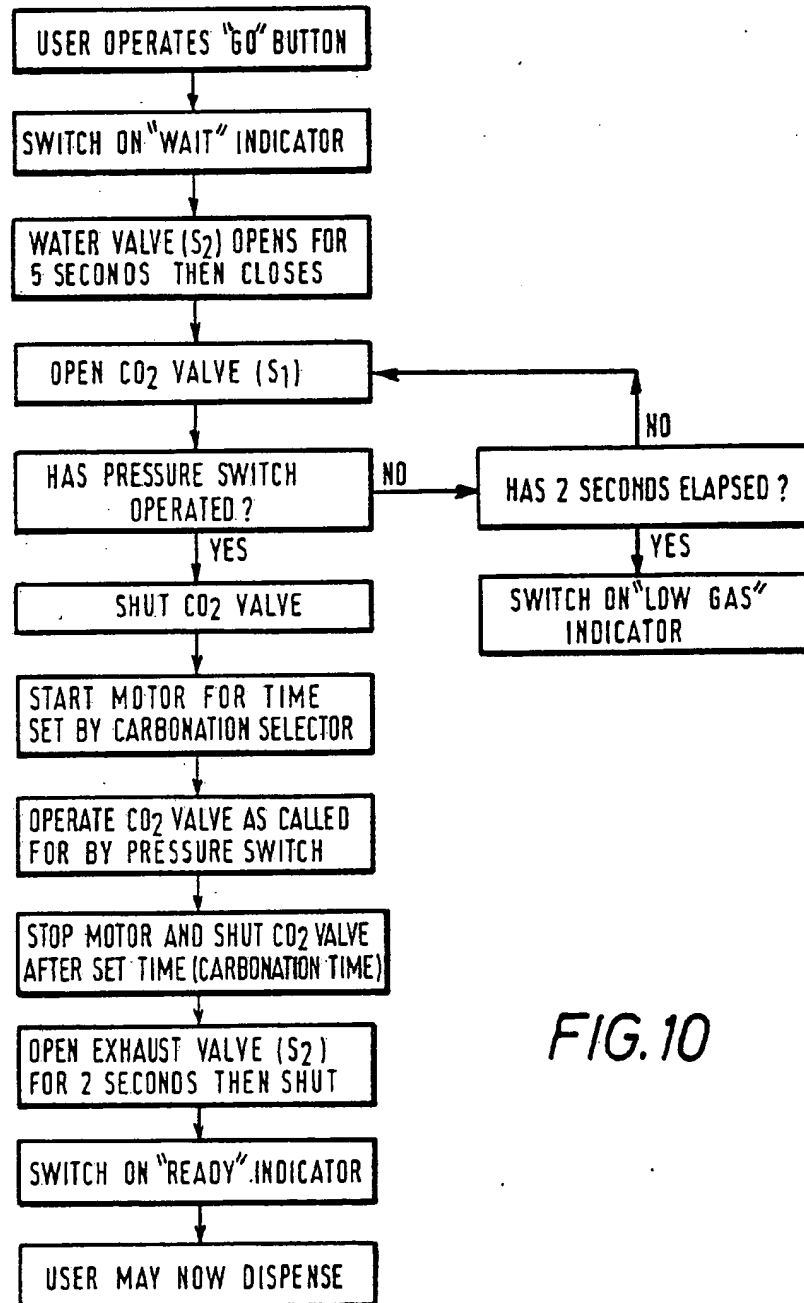 USER OPERATES "GO" BUTTON
SWITCH ON "WAIT" INDICATOR
WATER VALVE (S2) OPENS FOR
5 SECONDS THEN CLOSES
OPEN CO2 VALVE (S1)
HAS PRESSURE SWITCH
OPERATED ?
NO
HAS 2 SECONDS ELAPSED ?
NO
YES
SWITCH ON "LOW GAS"
INDICATOR
YES
SHUT CO2 VALVE
START MOTOR FOR TIME
SET BY CARBONATION SELECTOR
OPERATE CO2 VALVE AS CALLED
FOR BY PRESSURE SWITCH
STOP MOTOR AND SHUT CO2 VALVE
AFTER SET TIME (CARBONATION TIME)
OPEN EXHAUST VALVE (S2)
FOR 2 SECONDS THEN SHUT
SWITCH ON "READY" INDICATOR
USER MAY NOW DISPENSE
FIG. 10